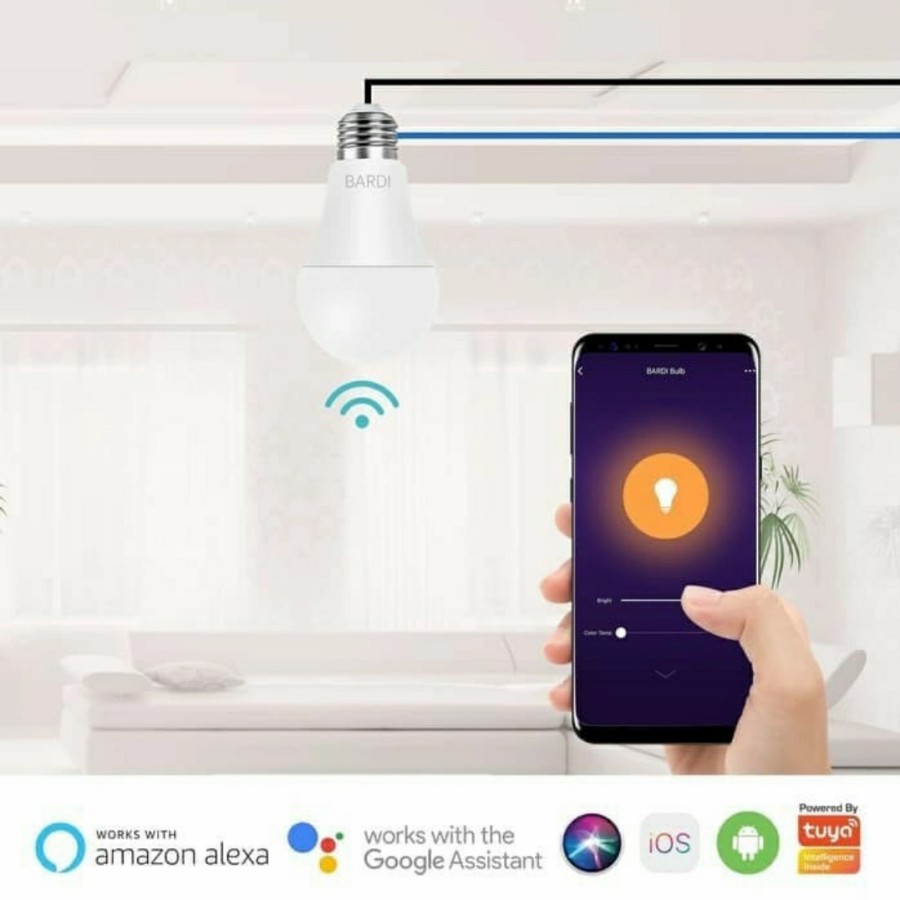 BARDI
BARDI Bulb
Bright
Color Temp
WORKS WITH
amazon alexa
works with the
Google Assistant
iOS
Powered By
tuya
Intelligence
Inside